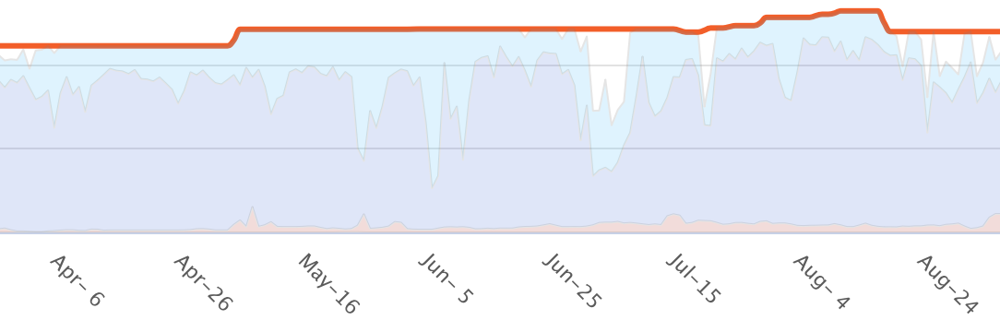 Apr– 6
Apr–26
May–16
Jun– 5
Jun–25
Jul–15
Aug– 4
Aug–24